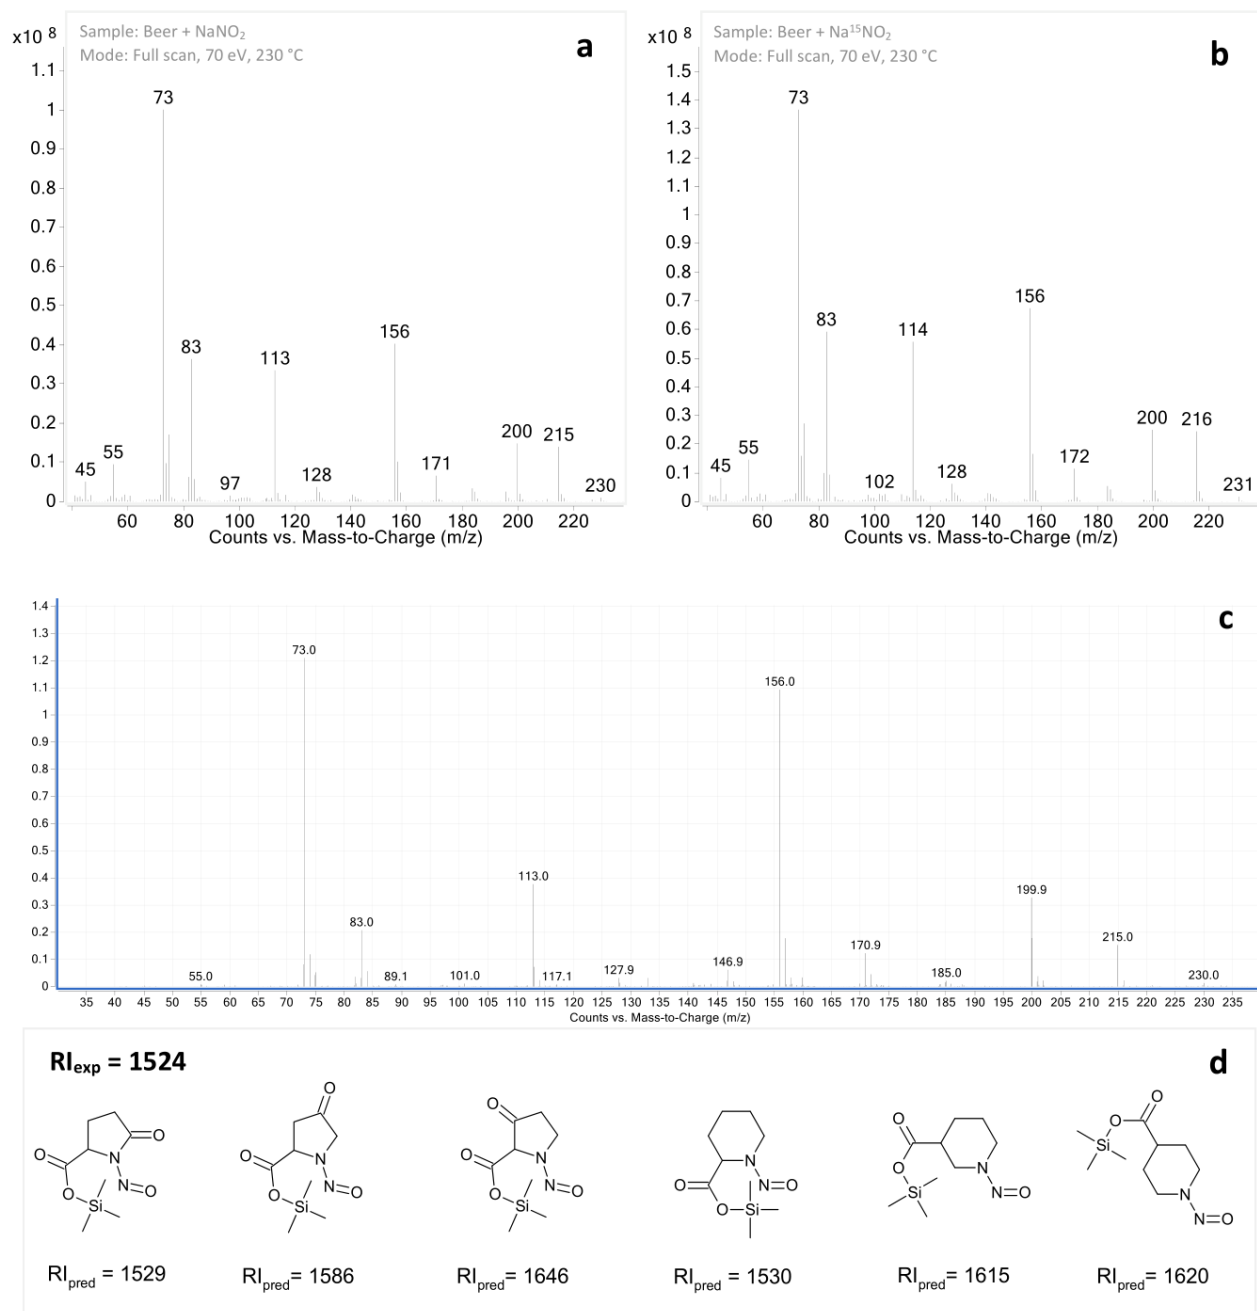 Sample: Beer + NaNO2
Mode: Full scan, 70 eV, 230 °C
a
x10 8
1.1
1
0.9
0.8
0.7
0.6
0.5
0.4
0.3
0.2
0.1
0
73
83
113
156
55
45
97
128
171
200
215
230
60 80 100 120 140 160 180 200 220
Counts vs. Mass-to-Charge (m/z)
Sample: Beer + Na15NO2
Mode: Full scan, 70 eV, 230 °C
b
x10 8
1.5
1.4
1.3
1.2
1.1
1
0.9
0.8
0.7
0.6
0.5
0.4
0.3
0.2
0.1
0
73
83
114
156
55
45
102
128
172
200
216
231
60 80 100 120 140 160 180 200 220
Counts vs. Mass-to-Charge (m/z)
c
1.4
1.3
1.2
1.1
1
0.9
0.8
0.7
0.6
0.5
0.4
0.3
0.2
0.1
0
73.0
156.0
113.0
83.0
199.9
215.0
170.9
146.9
55.0
89.1
101.0
117.1
127.9
185.0
230.0
35 40 45 50 55 60 65 70 75 80 85 90 95 100 105 110 115 120 125 130 135 140 145 150 155 160 165 170 175 180 185 190 195 200 205 210 215 220 225 230 235
Counts vs. Mass-to-Charge (m/z)
RIexp = 1524
d
O O O Si N N=O
O O O Si N N=O
O O O Si N N=O
O O Si N N=O
O O Si N N=O
O O Si N N=O
RIpred= 1529
RIpred= 1586
RIpred= 1646
RIpred= 1530
RIpred= 1615
RIpred= 1620